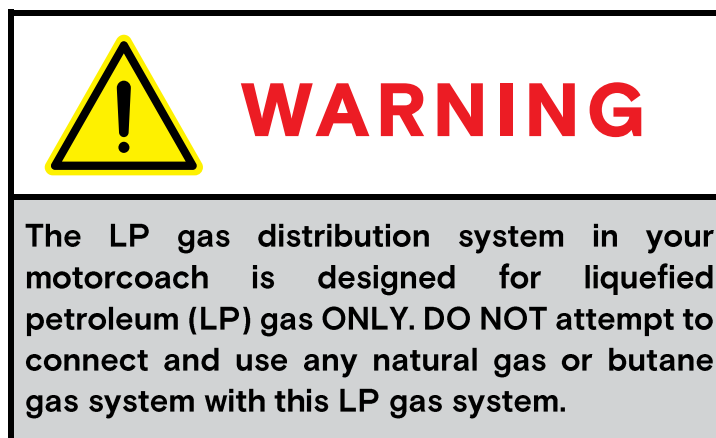 WARNING
The LP gas distribution system in your
motorcoach is designed for liquefied
petroleum (LP) gas ONLY. DO NOT attempt to
connect and use any natural gas or butane
gas system with this LP gas system.